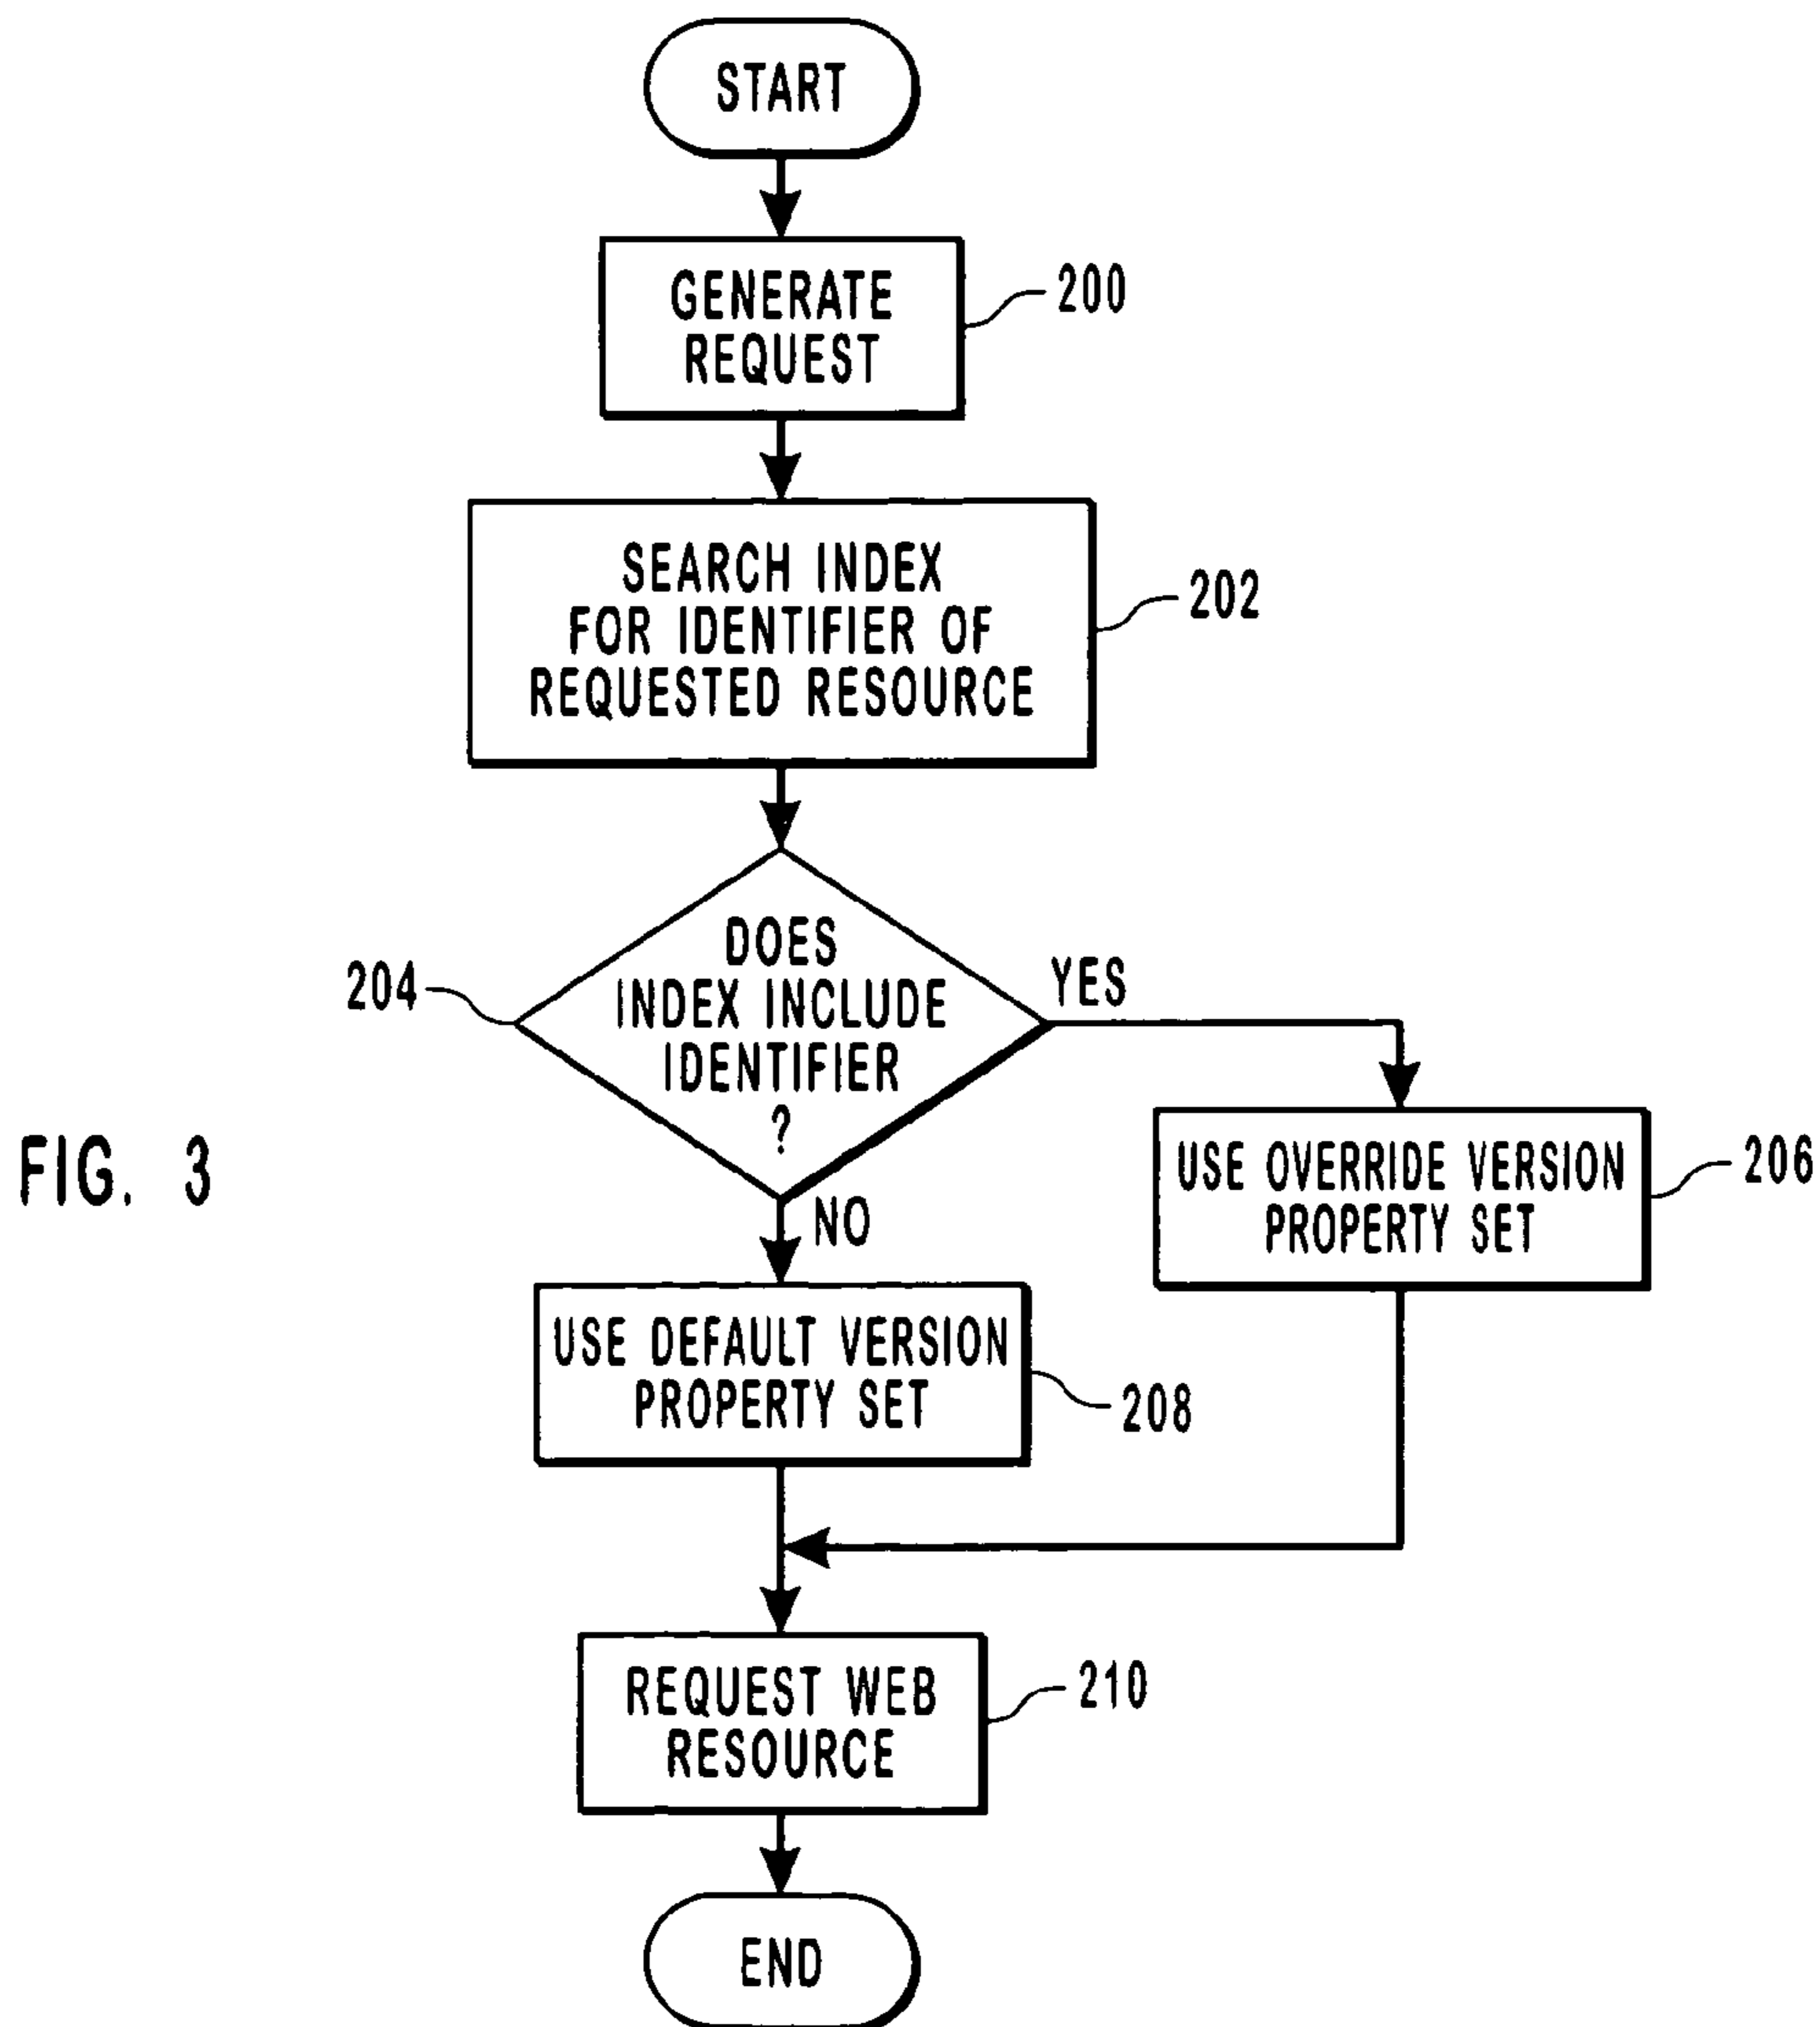 START
GENERATE
REQUEST
200
SEARCH INDEX
FOR IDENTIFIER OF
REQUESTED RESOURCE
202
DOES
INDEX INCLUDE
IDENTIFIER
?
204
YES
NO
USE OVERRIDE VERSION
PROPERTY SET
206
FIG. 3
USE DEFAULT VERSION
PROPERTY SET
208
REQUEST WEB
RESOURCE
210
END